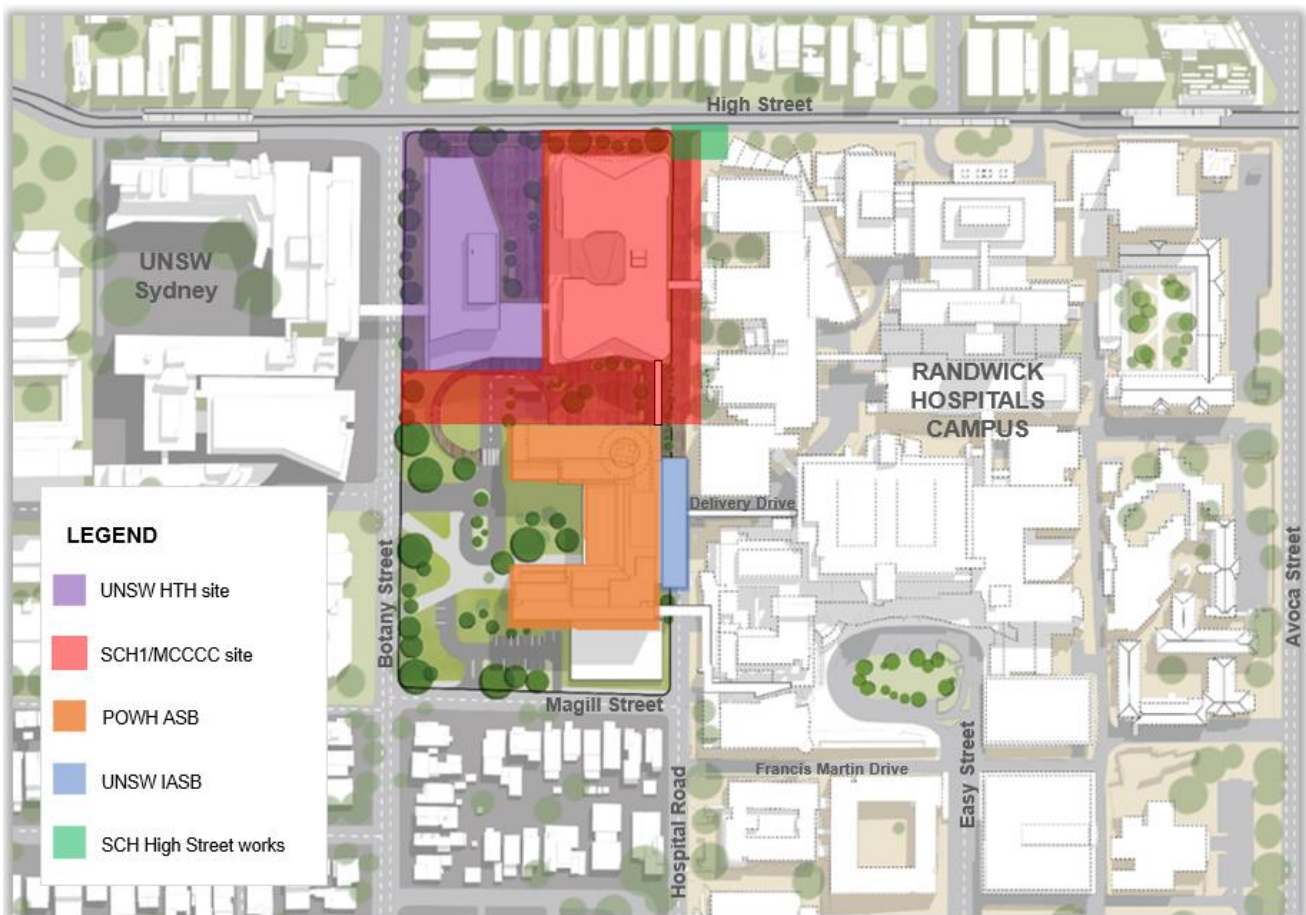 High Street
UNSW
Sydney
RANDWICK
HOSPITALS
CAMPUS
Delivery Drive
Botany Street
Avoca Street
Magill Street
Francis Martin Drive
Easy Street
Hospital Road
LEGEND
UNSW HTH site
SCH1/MCCCC site
POWH ASB
UNSW IASB
SCH High Street works